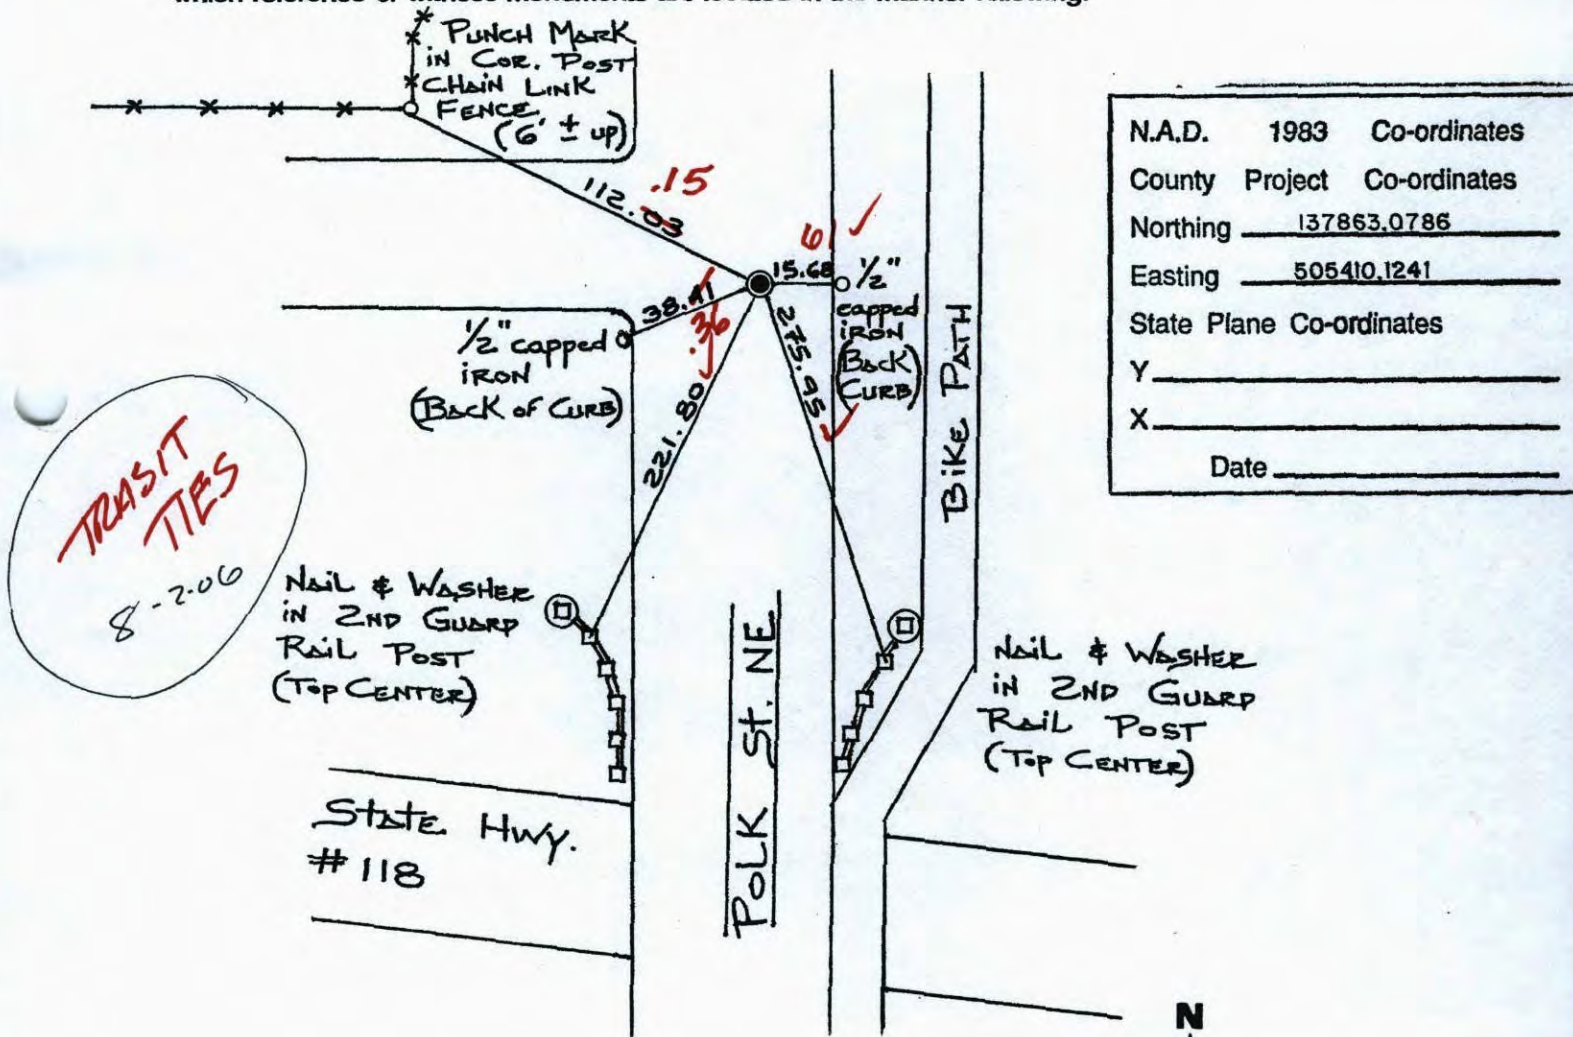 PUNCH MARK
IN COR. POST
CHAIN LINK
FENCE
(6' ± UP)
112.03
.15
61 ✓
15.68
1/2"
capped
IRON
(BACK
CURB)
38.41
.36
1/2" capped
IRON
(BACK OF CURB)
221.80
275.95
BIKE PATH
N.A.D. 1983 Co-ordinates
County Project Co-ordinates
Northing 137863.0786
Easting 505410.1241
State Plane Co-ordinates
Y
X
Date
TRASIT
TIES
8-2-06
NAIL & WASHER
IN 2ND GUARD
RAIL POST
(TOP CENTER)
NAIL & WASHER
IN 2ND GUARD
RAIL POST
(TOP CENTER)
POLK St. NE
STATE HWY.
# 118
N